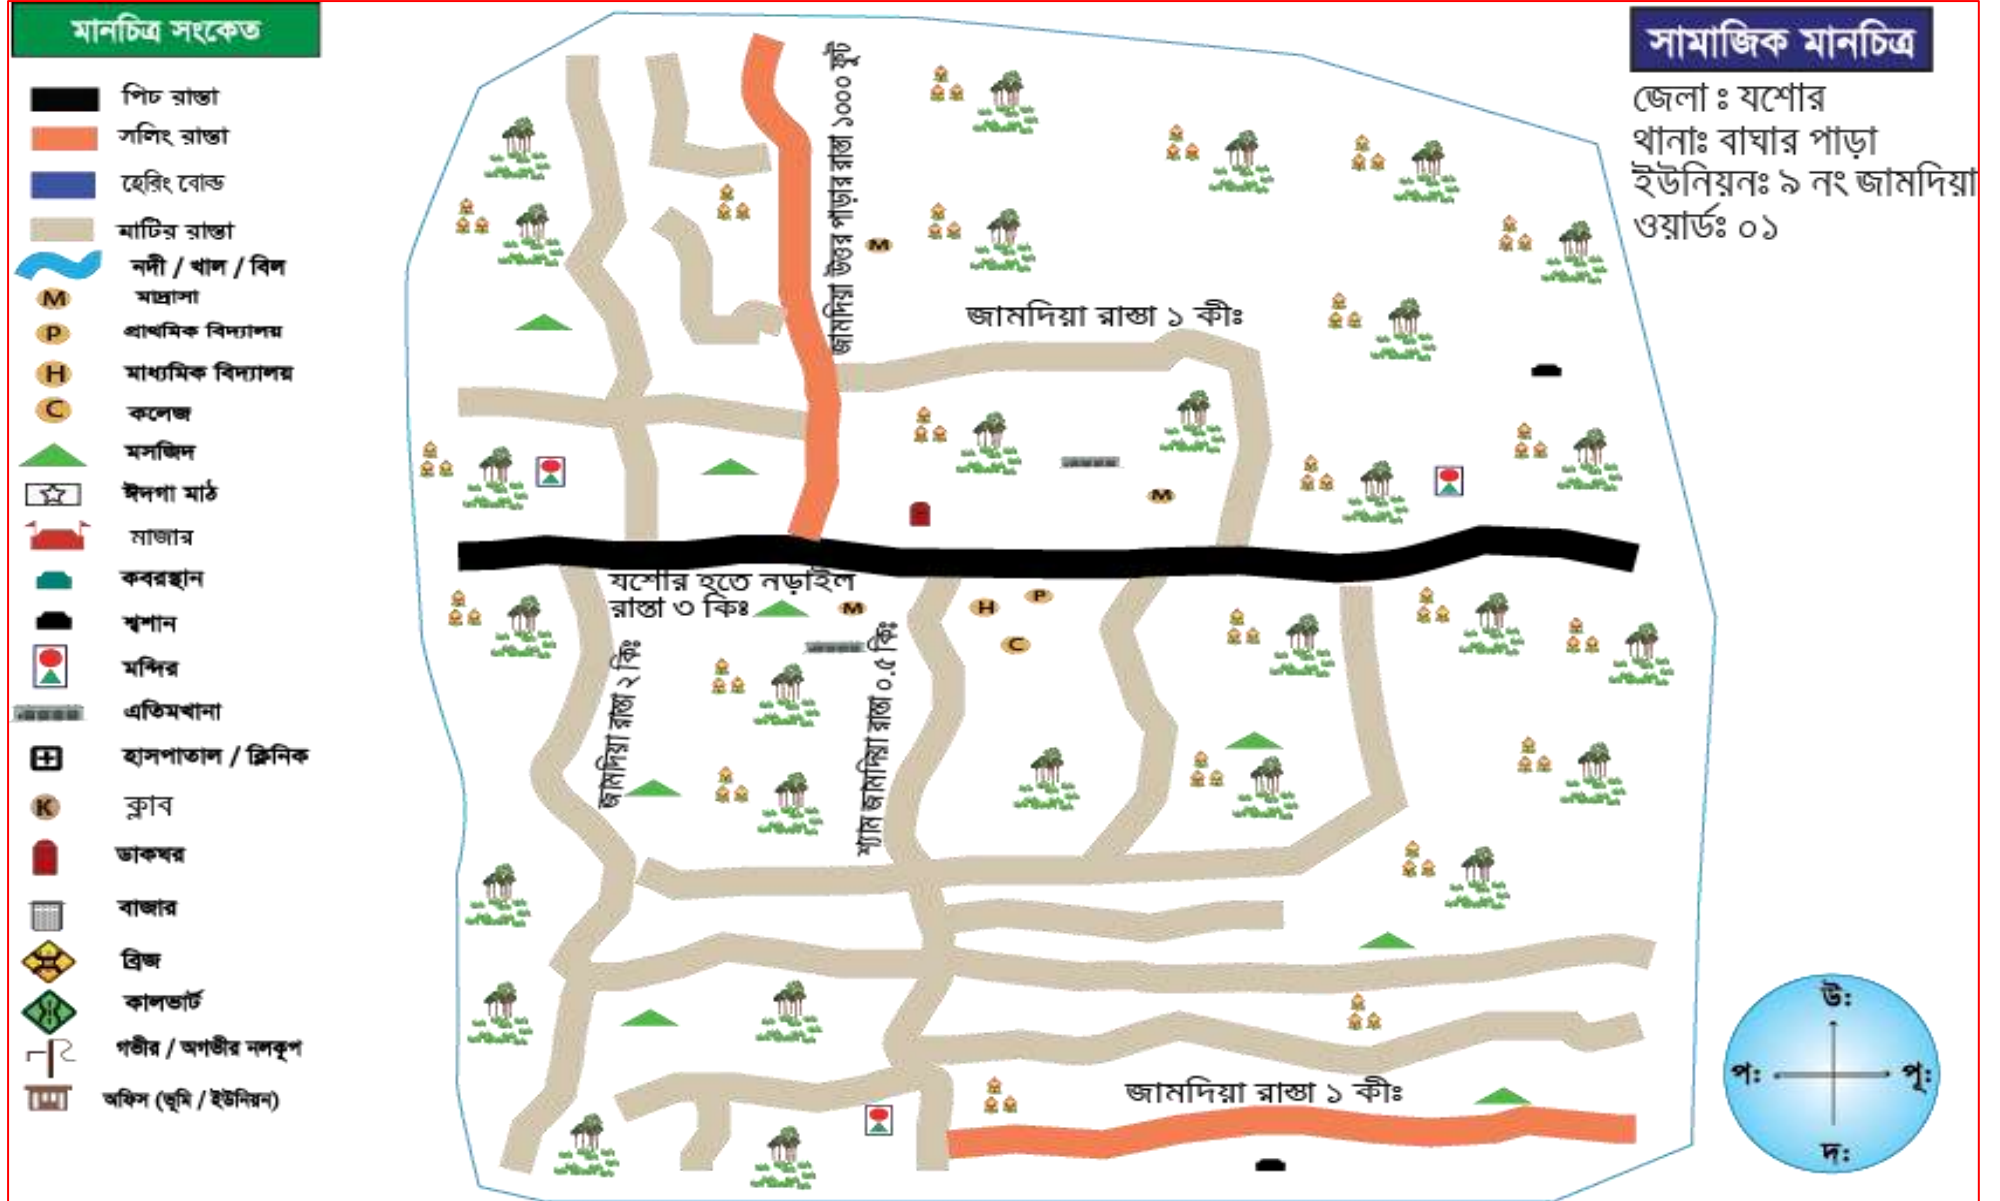 মানচিত্র সংকেত
পিচ রাস্তা
সলিং রাস্তা
হেরিং বোল্ড
মাটির রাস্তা
নদী / খাল / বিল
M মাদ্রাসা
P প্রাথমিক বিদ্যালয়
H মাধ্যমিক বিদ্যালয়
C কলেজ
মসজিদ
ঈদগা মাঠ
মাজার
কবরস্থান
শ্মশান
মন্দির
এতিমখানা
হাসপাতাল / ক্লিনিক
K ক্লাব
ডাকঘর
বাজার
ব্রিজ
কালভার্ট
গভীর / অগভীর নলকূপ
অফিস (ভূমি / ইউনিয়ন)
সামাজিক মানচিত্র
জেলা ঃ যশোর
থানাঃ বাঘার পাড়া
ইউনিয়নঃ ৯ নং জামদিয়া
ওয়ার্ডঃ ০১
জামদিয়া উত্তর পাড়ার রাস্তা ১০০০ ফুট
M
জামদিয়া রাস্তা ১ কীঃ
M
যশোর হতে নড়াইল
রাস্তা ৩ কিঃ
M
H
P
C
জামদিয়া রাস্তা ২ কিঃ
শ্যাম জামদিয়া রাস্তা ০.৫ কিঃ
জামদিয়া রাস্তা ১ কীঃ
উ:
প:
পূ:
দ: